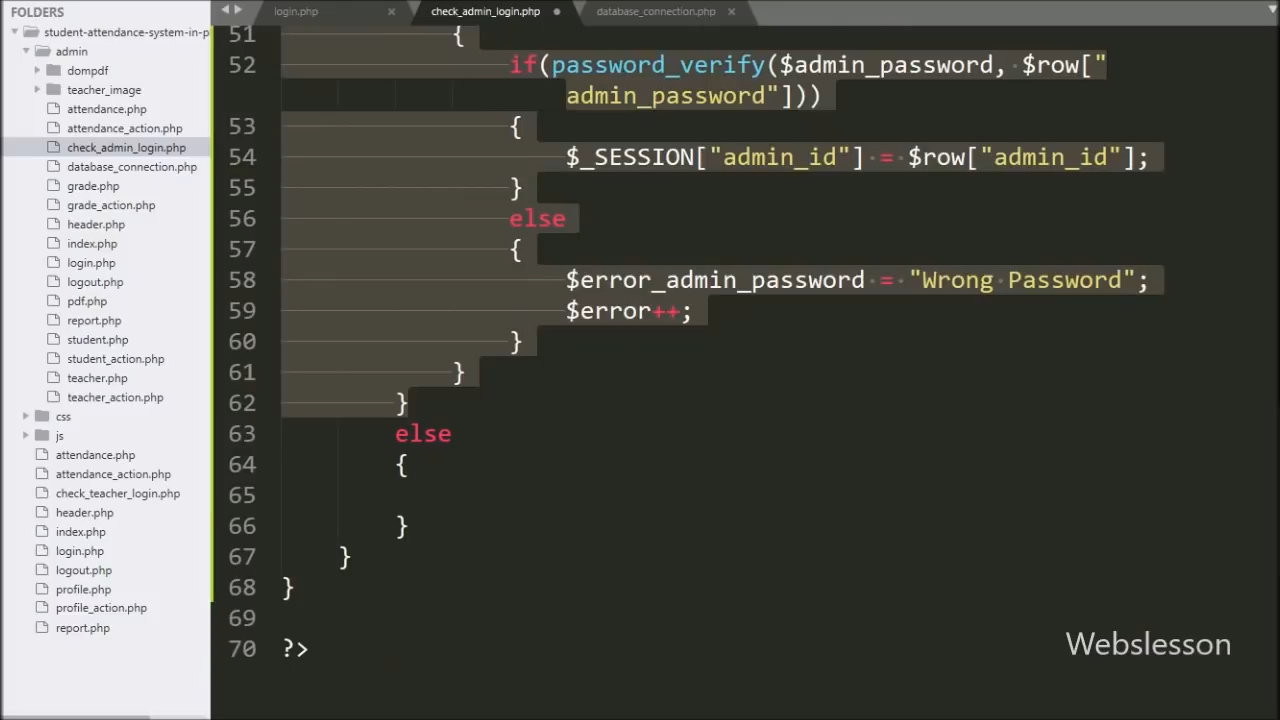 FOLDERS
student-attendance-system-in-p
admin
dompdf
teacher_image
attendance.php
attendance_action.php
check_admin_login.php
database_connection.php
grade.php
grade_action.php
header.php
index.php
login.php
logout.php
pdf.php
report.php
student.php
student_action.php
teacher.php
teacher_action.php
css
js
attendance.php
attendance_action.php
check_teacher_login.php
header.php
index.php
login.php
logout.php
profile.php
profile_action.php
report.php
login.php × check_admin_login.php • database_connection.php ×
51 {
52 if(password_verify($admin_password, $row["
admin_password"]))
53 {
54 $_SESSION["admin_id"] = $row["admin_id"];
55 }
56 else
57 {
58 $error_admin_password = "Wrong Password";
59 $error++;
60 }
61 }
62 }
63 else
64 {
65
66 }
67 }
68 }
69
70 ?>
Webslesson